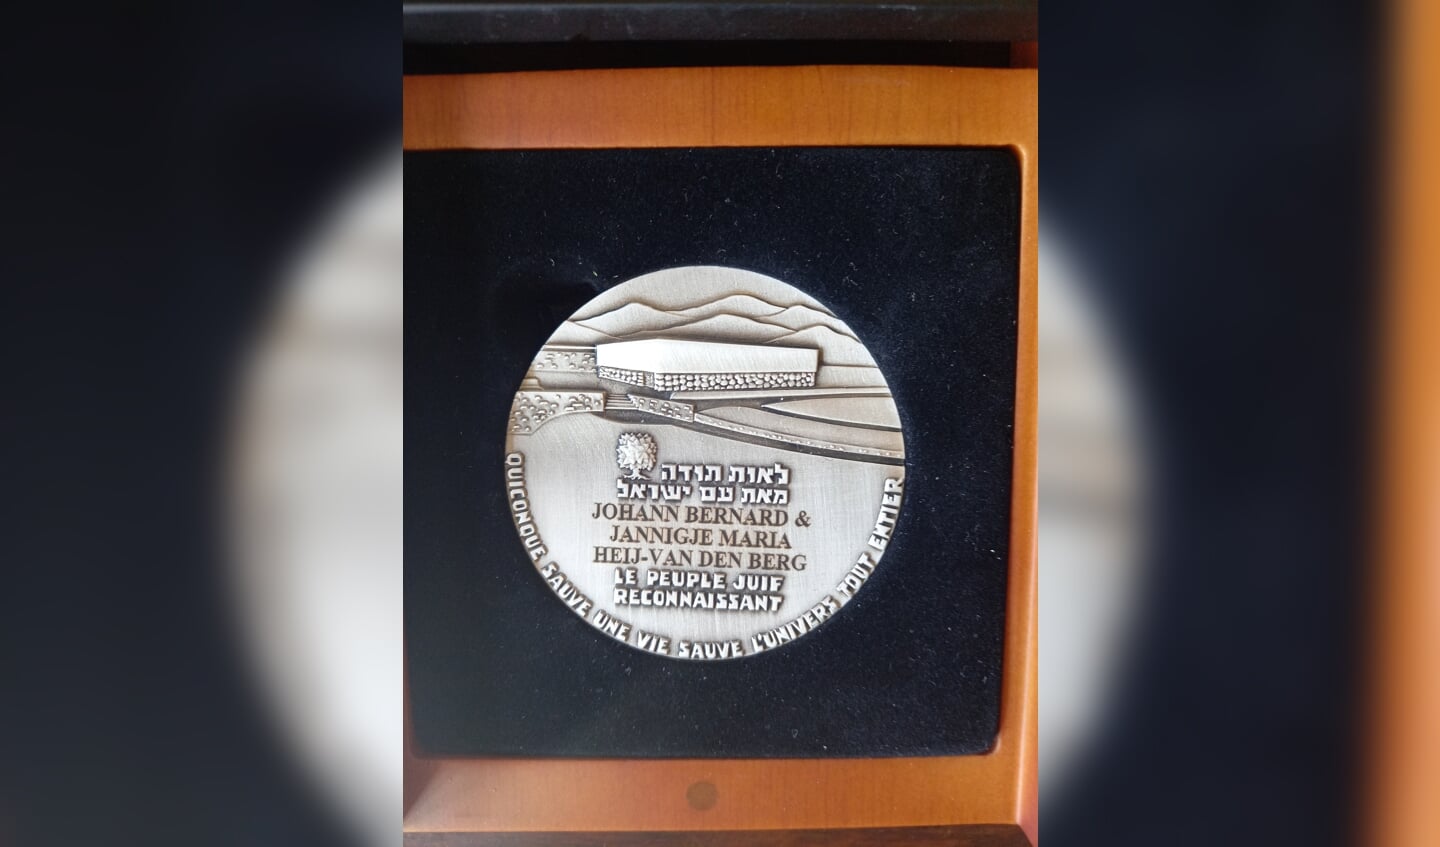 לאות תודה
מאת עם ישראל
JOHANN BERNARD &
JANNIGJE MARIA
HEIJ-VAN DEN BERG
LE PEUPLE JUIF
RECONNAISSANT
QUICONQUE SAUVE UNE VIE SAUVE L'UNIVERS TOUT ENTIER